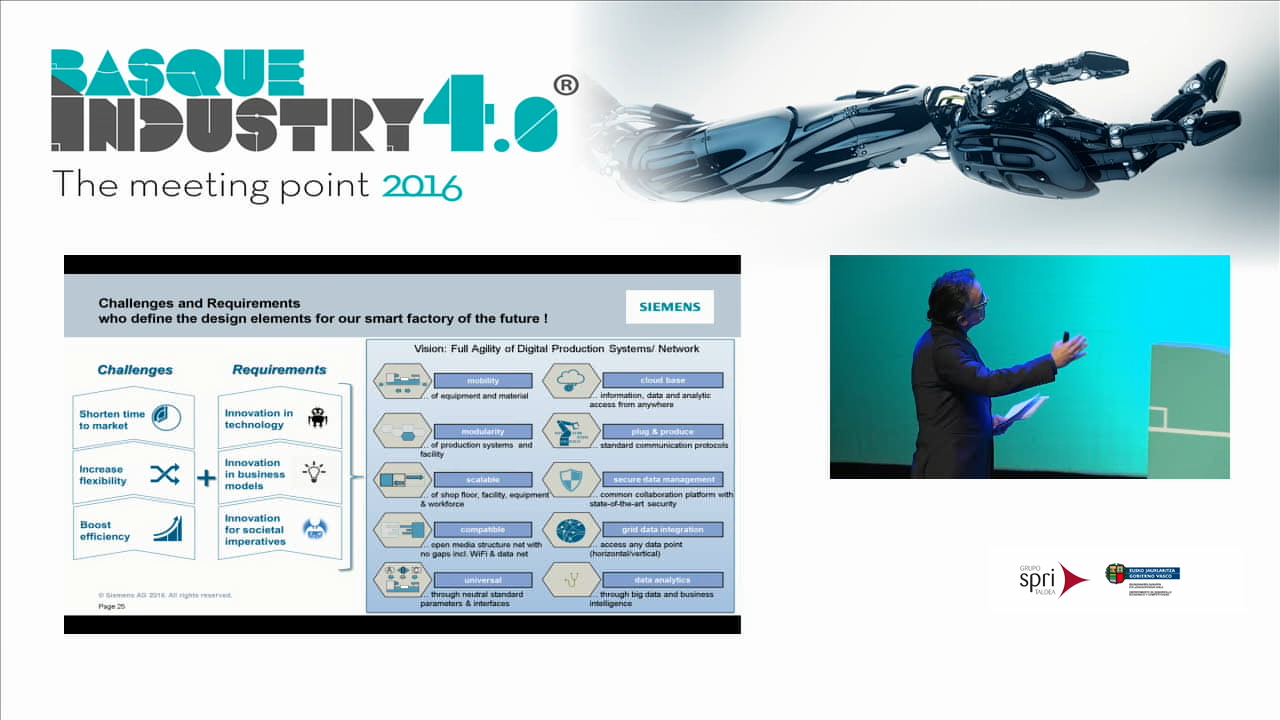 BASQUE
INDUSTRY 4.0®
The meeting point 2016
Challenges and Requirements
who define the design elements for our smart factory of the future !
SIEMENS
Challenges
Shorten time
to market
Increase
flexibility
Boost
efficiency
+
Requirements
Innovation in
technology
Innovation
in business
models
Innovation
for societal
imperatives
Vision: Full Agility of Digital Production Systems/ Network
mobility
... of equipment and material
modularity
... of production systems and
facility
scalable
... of shop floor, facility, equipment
& workforce
compatible
... open media structure net with
no gaps incl. WiFi & data net
universal
... through neutral standard
parameters & interfaces
cloud base
... information, data and analytic
access from anywhere
plug & produce
... standard communication protocols
secure data management
... common collaboration platform with
state-of-the-art security
grid data integration
... access any data point
(horizontal/vertical)
data analytics
... through big data and business
intelligence
© Siemens AG 2016. All rights reserved.
Page 25
GRUPO
spri
TALDEA
EUSKO JAURLARITZA
GOBIERNO VASCO